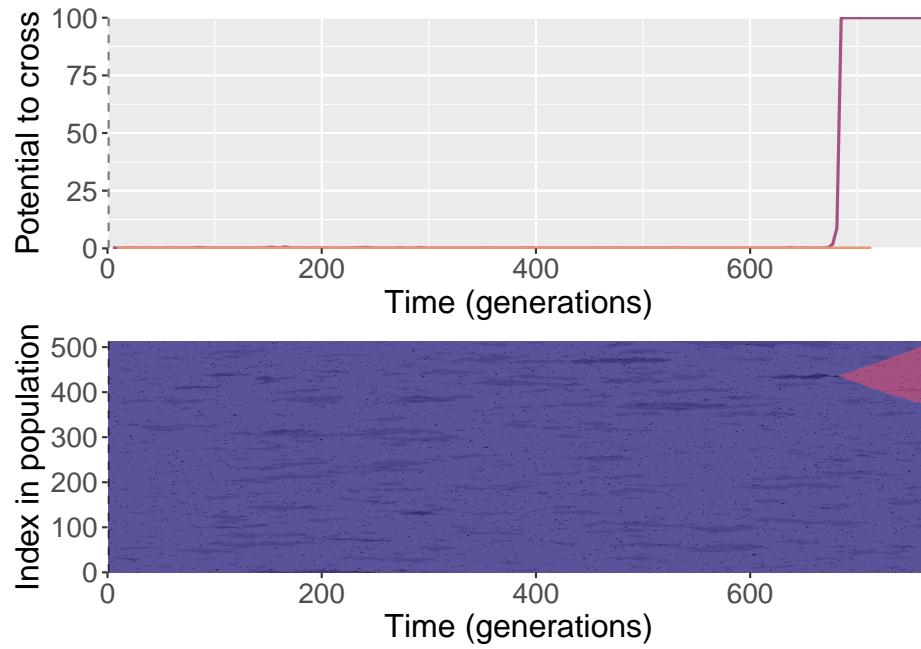 Potential to cross
100
75
50
25
0
0 200 400 600
Time (generations)
Index in population
500
400
300
200
100
0
0 200 400 600
Time (generations)